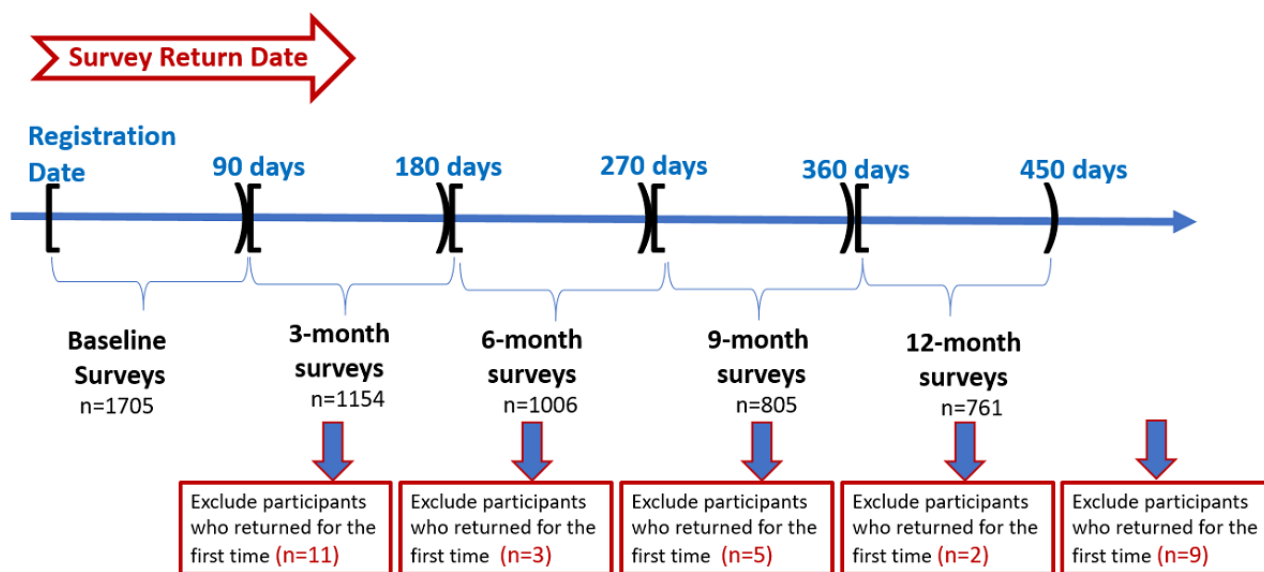 Survey Return Date
Registration
Date
90 days
180 days
270 days
360 days
450 days
Baseline
Surveys
n=1705
3-month
surveys
n=1154
6-month
surveys
n=1006
9-month
surveys
n=805
12-month
surveys
n=761
Exclude participants
who returned for the
first time (n=11)
Exclude participants
who returned for the
first time (n=3)
Exclude participants
who returned for the
first time (n=5)
Exclude participants
who returned for the
first time (n=2)
Exclude participants
who returned for the
first time (n=9)